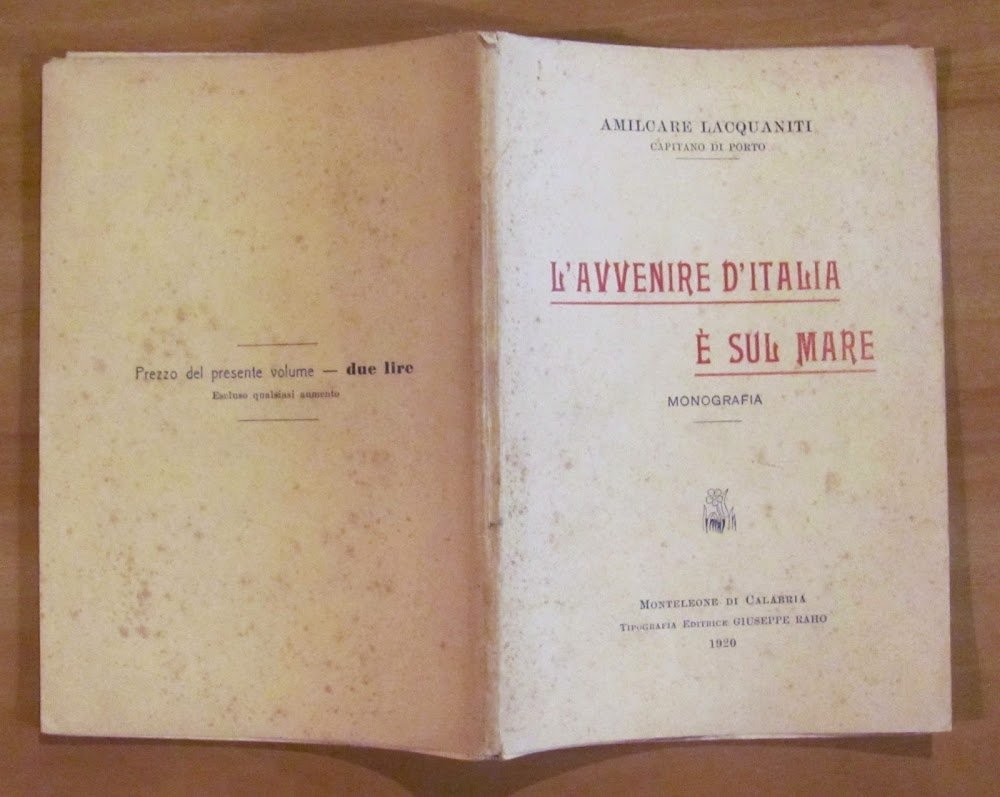 Prezzo del presente volume — due lire
Escluso qualsiasi aumento
AMILCARE LACQUANITI
CAPITANO DI PORTO
L'AVVENIRE D'ITALIA
È SUL MARE
MONOGRAFIA
MONTELEONE DI CALABRIA
TIPOGRAFIA EDITRICE GIUSEPPE RAHO
1920